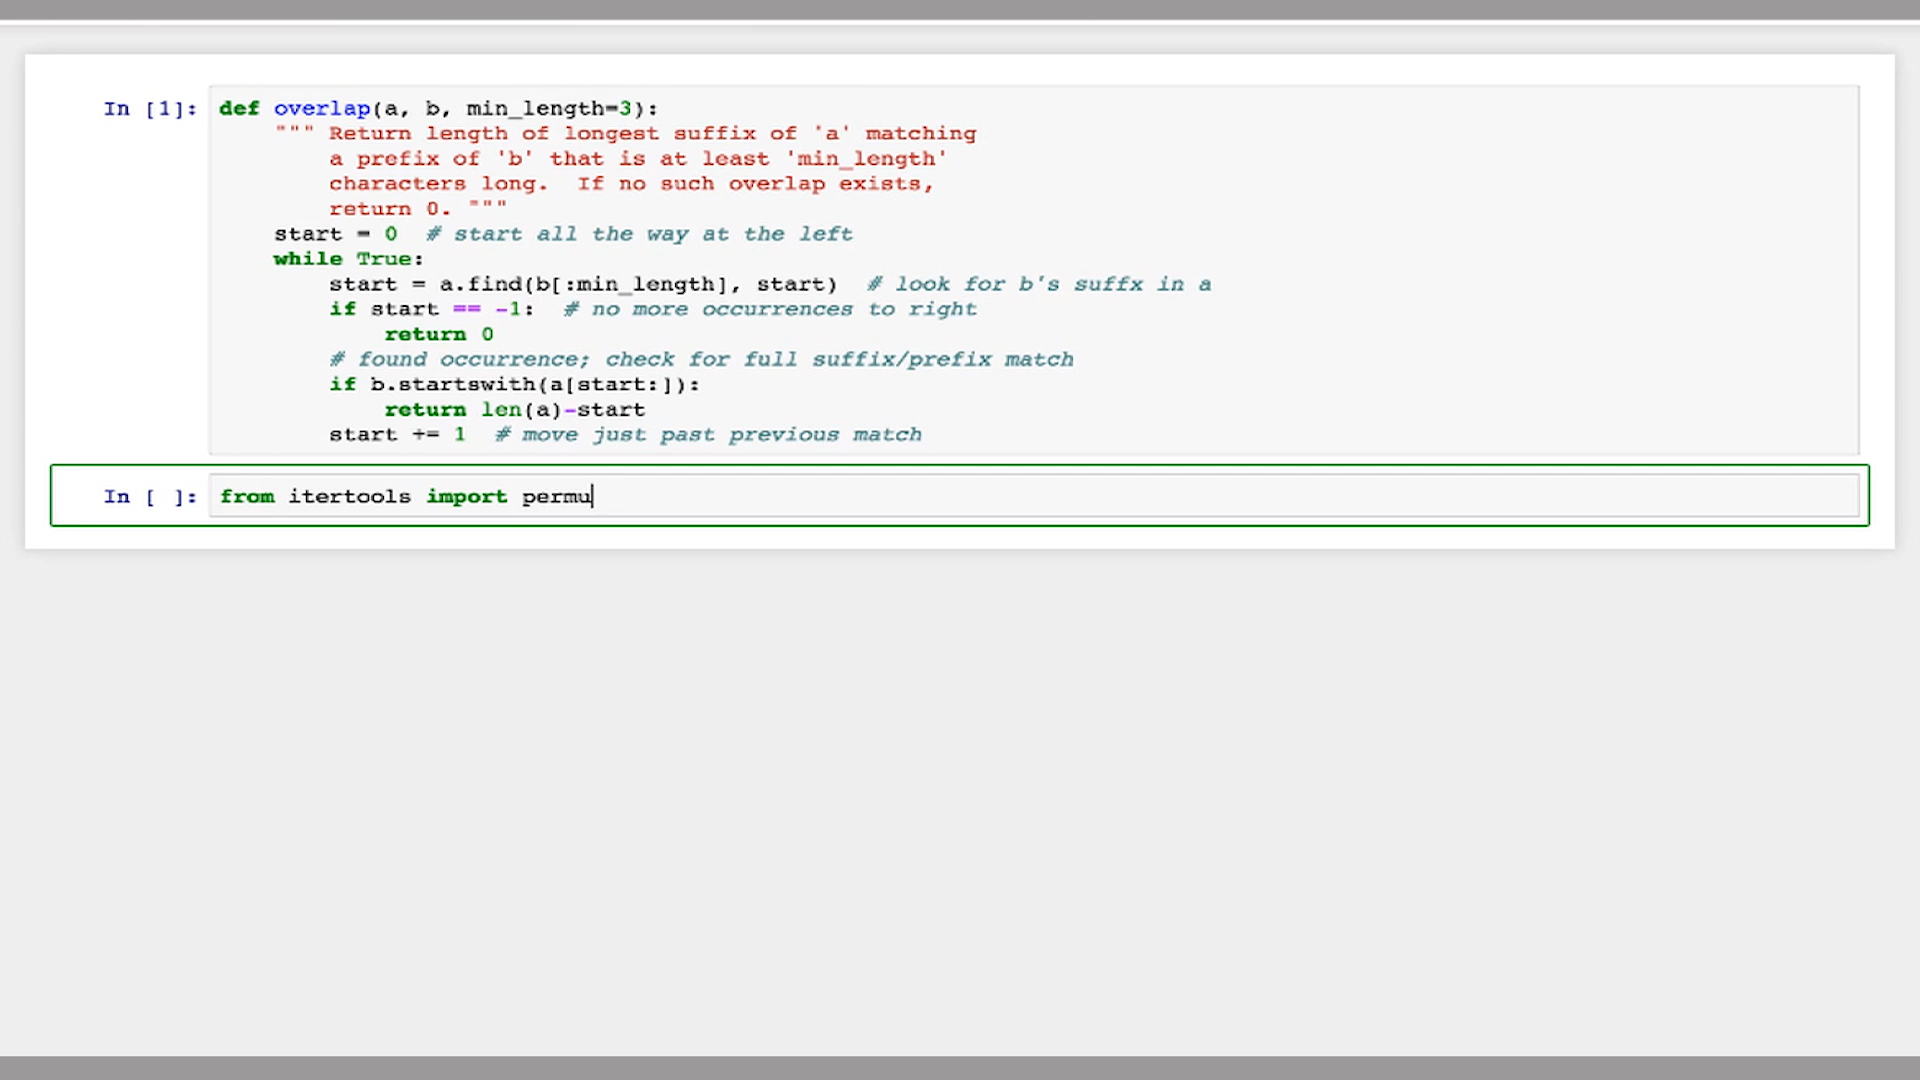 In [1]: def overlap(a, b, min_length=3):
""" Return length of longest suffix of 'a' matching
a prefix of 'b' that is at least 'min_length'
characters long.  If no such overlap exists,
return 0. """
start = 0  # start all the way at the left
while True:
start = a.find(b[:min_length], start)  # look for b's suffx in a
if start == -1:  # no more occurrences to right
return 0
# found occurrence; check for full suffix/prefix match
if b.startswith(a[start:]):
return len(a)-start
start += 1  # move just past previous match
In [ ]: from itertools import permu